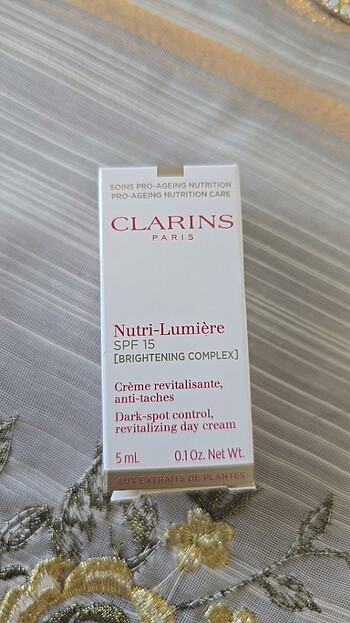 SOINS PRO-AGEING NUTRITION
PRO-AGEING NUTRITION CARE
CLARINS
PARIS
Nutri-Lumière
SPF 15
[BRIGHTENING COMPLEX]
Crème revitalisante,
anti-taches
Dark-spot control,
revitalizing day cream
5 mL 0.1 Oz. Net Wt.
AUX EXTRAITS DE PLANTES